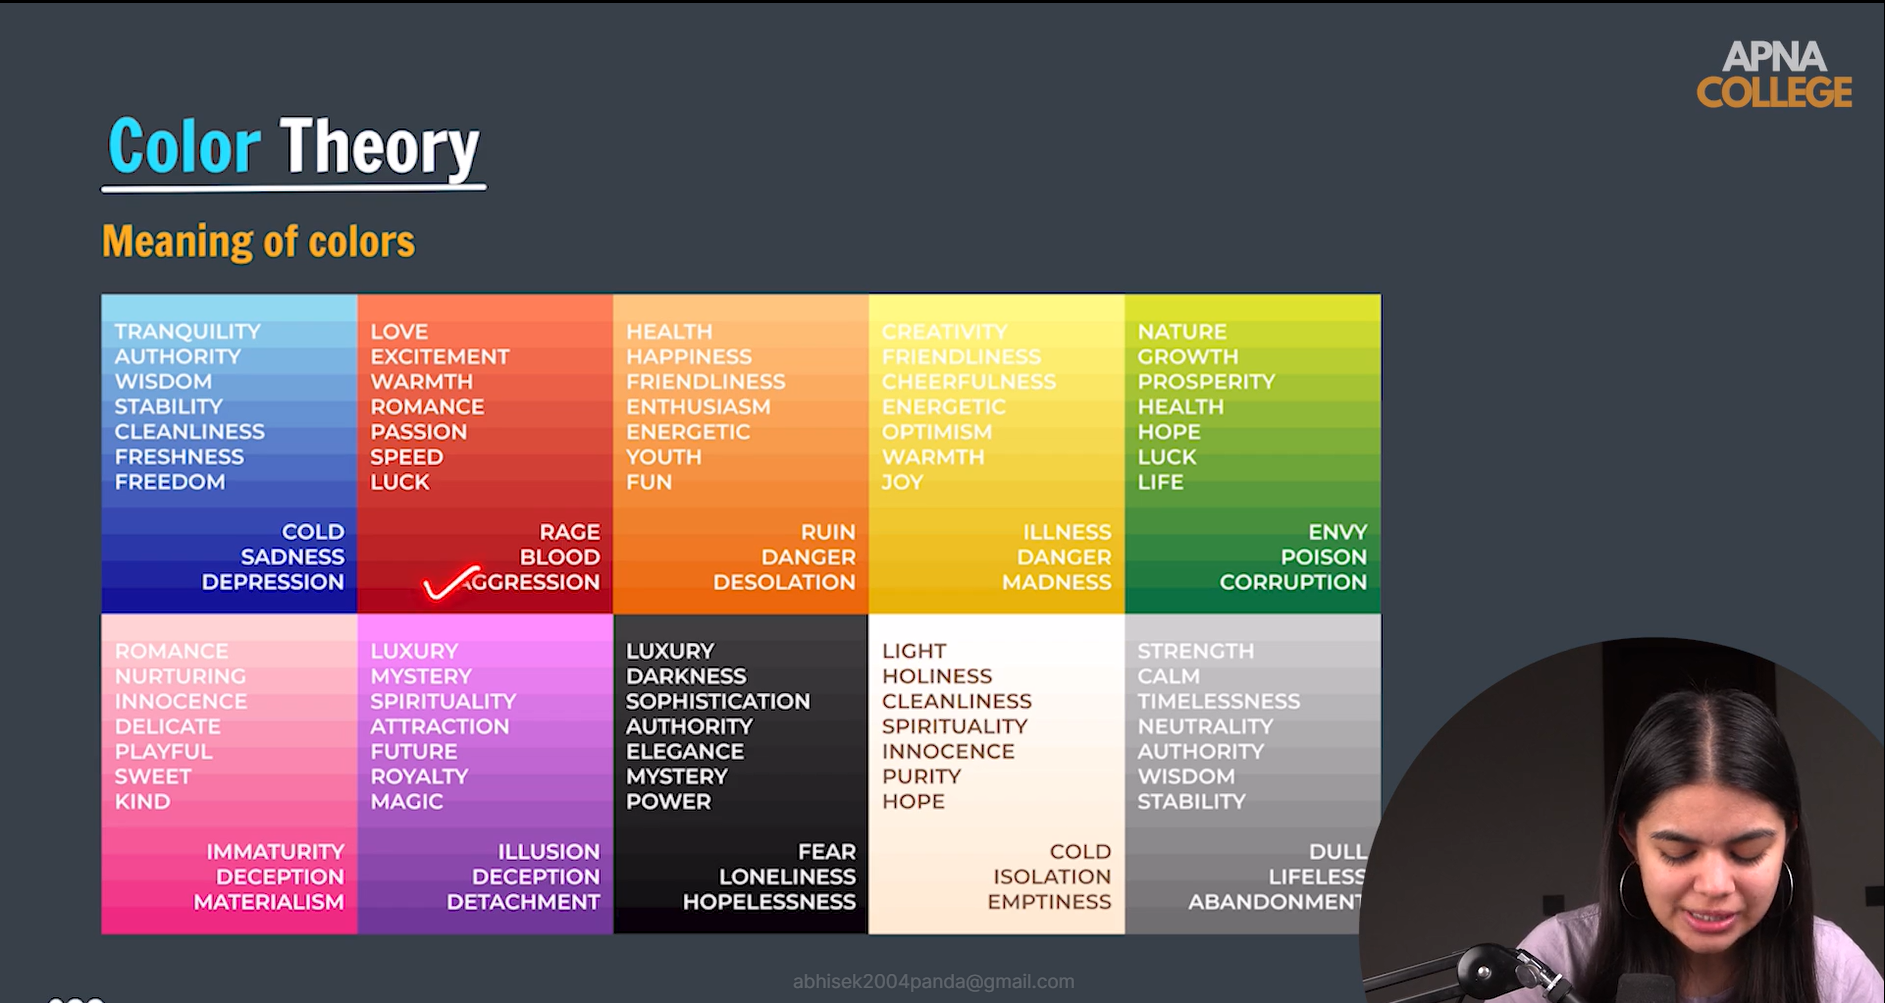 APNA
COLLEGE
Color Theory
Meaning of colors
TRANQUILITY
AUTHORITY
WISDOM
STABILITY
CLEANLINESS
FRESHNESS
FREEDOM
COLD
SADNESS
DEPRESSION
LOVE
EXCITEMENT
WARMTH
ROMANCE
PASSION
SPEED
LUCK
RAGE
BLOOD
AGGRESSION
HEALTH
HAPPINESS
FRIENDLINESS
ENTHUSIASM
ENERGETIC
YOUTH
FUN
RUIN
DANGER
DESOLATION
CREATIVITY
FRIENDLINESS
CHEERFULNESS
ENERGETIC
OPTIMISM
WARMTH
JOY
ILLNESS
DANGER
MADNESS
NATURE
GROWTH
PROSPERITY
HEALTH
HOPE
LUCK
LIFE
ENVY
POISON
CORRUPTION
ROMANCE
NURTURING
INNOCENCE
DELICATE
PLAYFUL
SWEET
KIND
IMMATURITY
DECEPTION
MATERIALISM
LUXURY
MYSTERY
SPIRITUALITY
ATTRACTION
FUTURE
ROYALTY
MAGIC
ILLUSION
DECEPTION
DETACHMENT
LUXURY
DARKNESS
SOPHISTICATION
AUTHORITY
ELEGANCE
MYSTERY
POWER
FEAR
LONELINESS
HOPELESSNESS
LIGHT
HOLINESS
CLEANLINESS
SPIRITUALITY
INNOCENCE
PURITY
HOPE
COLD
ISOLATION
EMPTINESS
STRENGTH
CALM
TIMELESSNESS
NEUTRALITY
AUTHORITY
WISDOM
STABILITY
DULL
LIFELESS
ABANDONMENT
abhisek2004panda@gmail.com